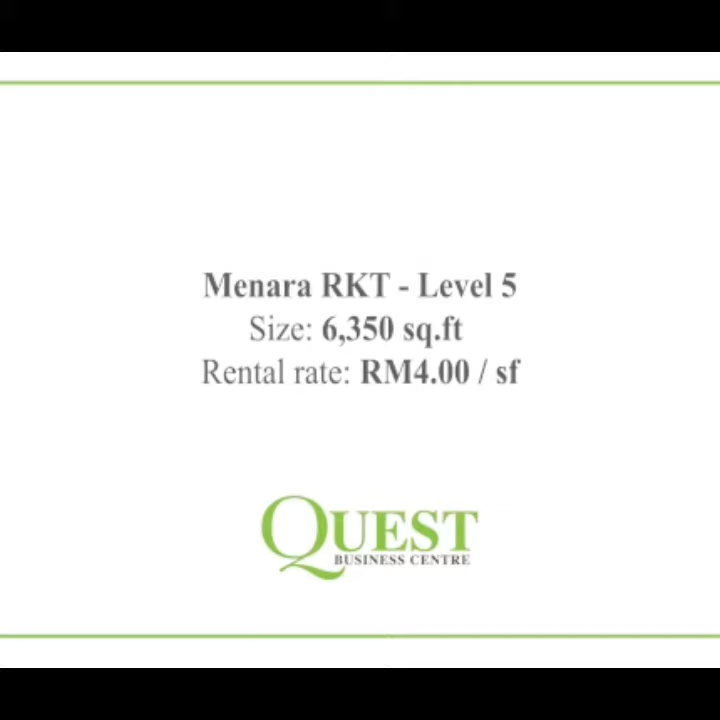 Menara RKT - Level 5
Size: 6,350 sq.ft
Rental rate: RM4.00 / sf
QUEST
BUSINESS CENTRE